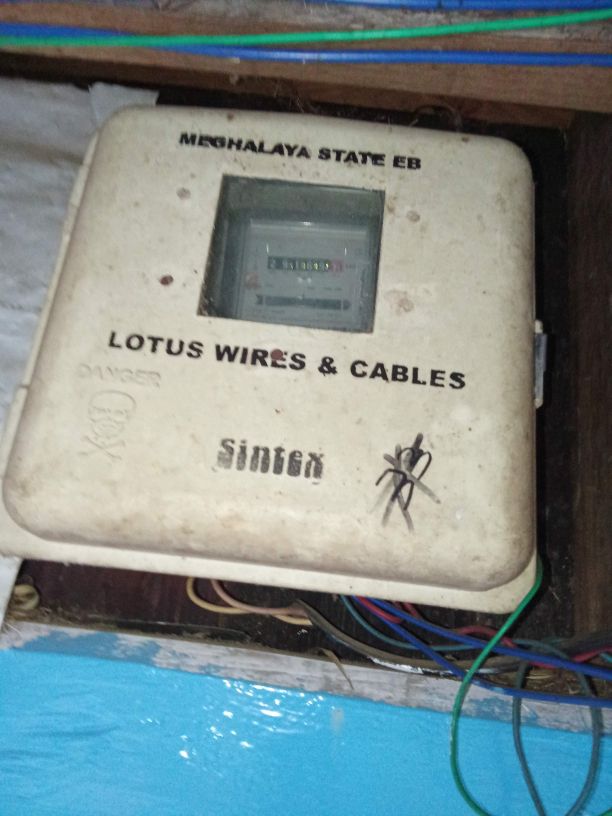 MEGHALAYA STATE EB
LOTUS WIRES & CABLES
DANGER
Sintex